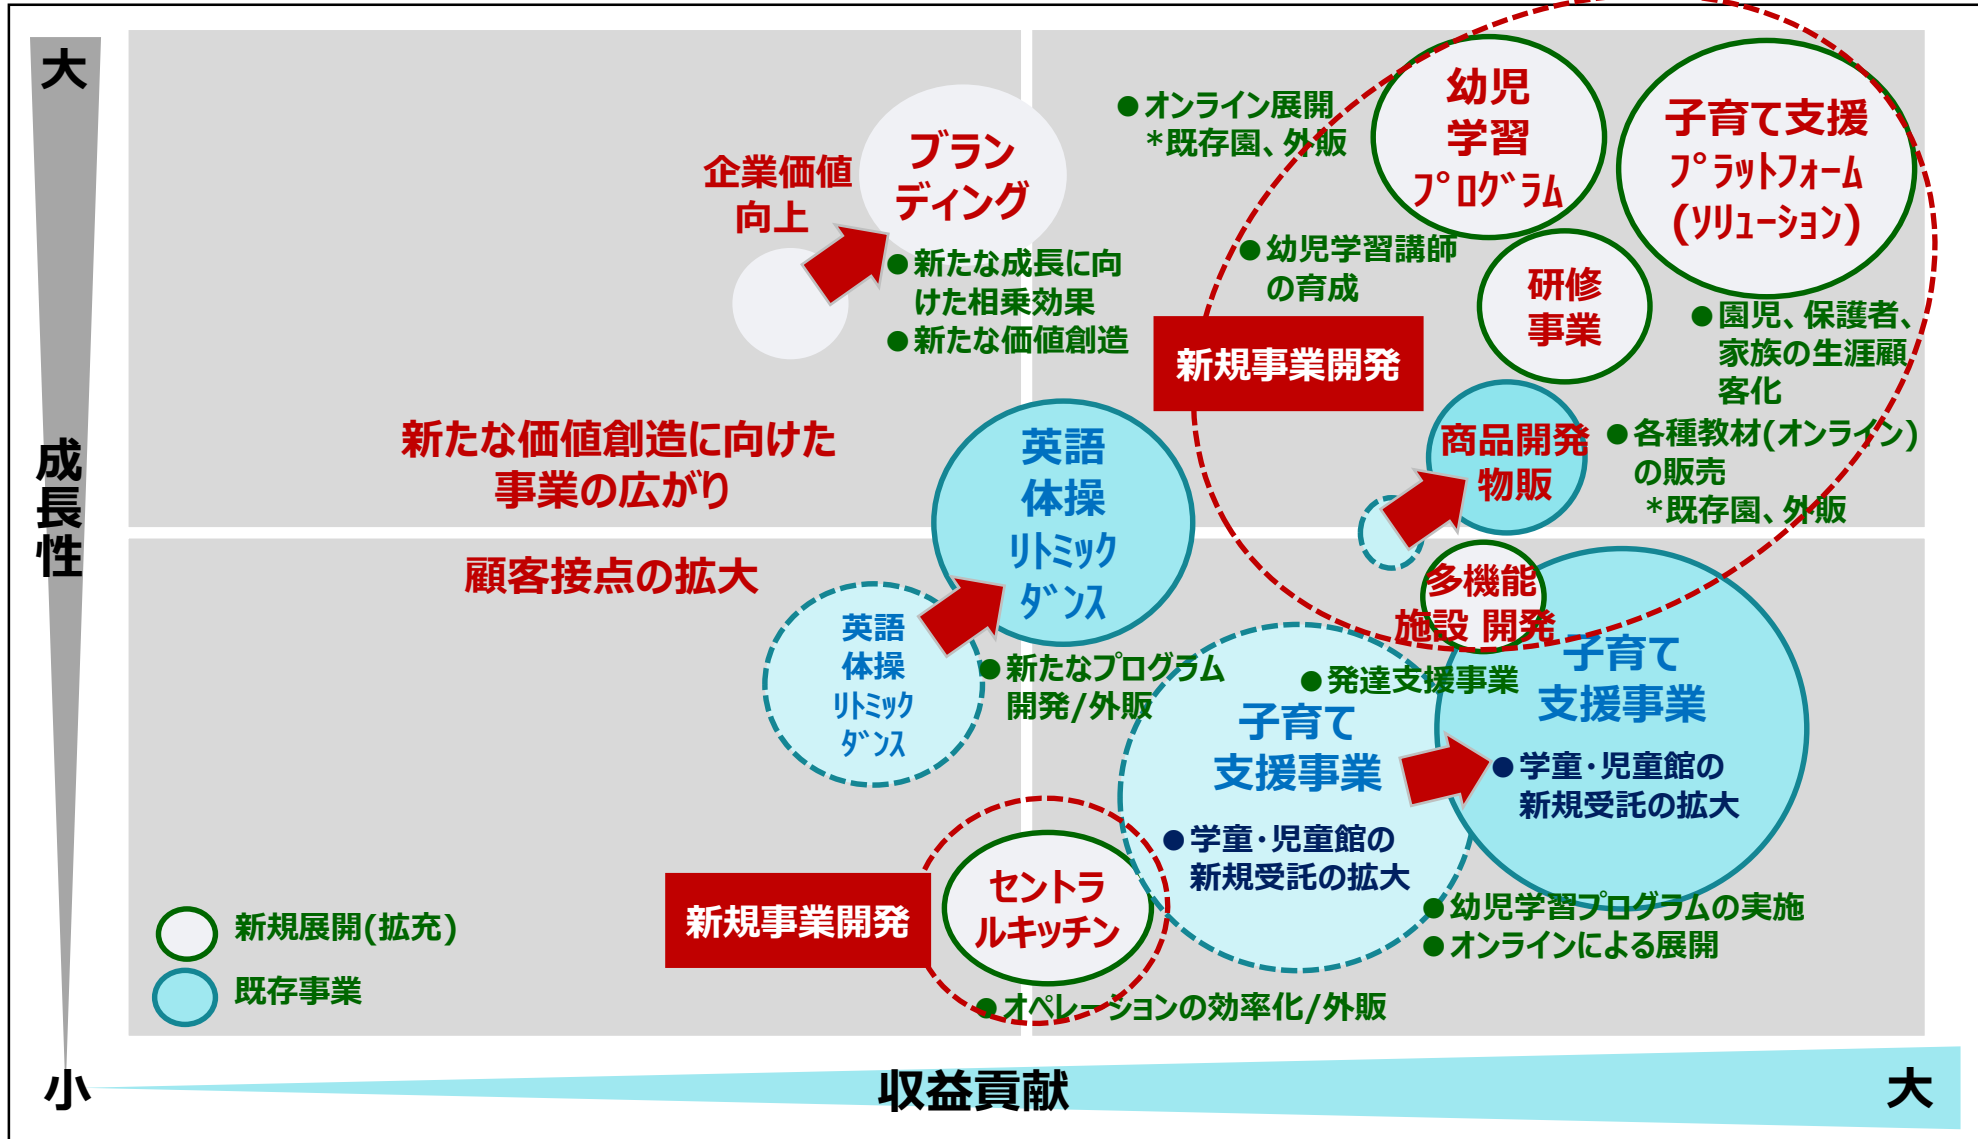 大
成長性
小
収益貢献
大
企業価値
向上
ブラン
ディング
●新たな成長に向
けた相乗効果
●新たな価値創造
●オンライン展開
*既存園、外販
幼児
学習
ﾌﾟﾛｸﾞﾗﾑ
子育て支援
ﾌﾟﾗｯﾄﾌｫｰﾑ
(ｿﾘｭｰｼｮﾝ)
●幼児学習講師
の育成
研修
事業
●園児、保護者、
家族の生涯顧
客化
新規事業開発
商品開発
物販
●各種教材(オンライン)
の販売
*既存園、外販
新たな価値創造に向けた
事業の広がり
顧客接点の拡大
英語
体操
ﾘﾄﾐｯｸ
ﾀﾞﾝｽ
英語
体操
ﾘﾄﾐｯｸ
ﾀﾞﾝｽ
●新たなプログラム
開発/外販
多機能
施設 開発
●発達支援事業
子育て
支援事業
●学童･児童館の
新規受託の拡大
子育て
支援事業
●学童･児童館の
新規受託の拡大
●幼児学習プログラムの実施
●オンラインによる展開
新規事業開発
セントラ
ルキッチン
●オペレーションの効率化/外販
新規展開(拡充)
既存事業